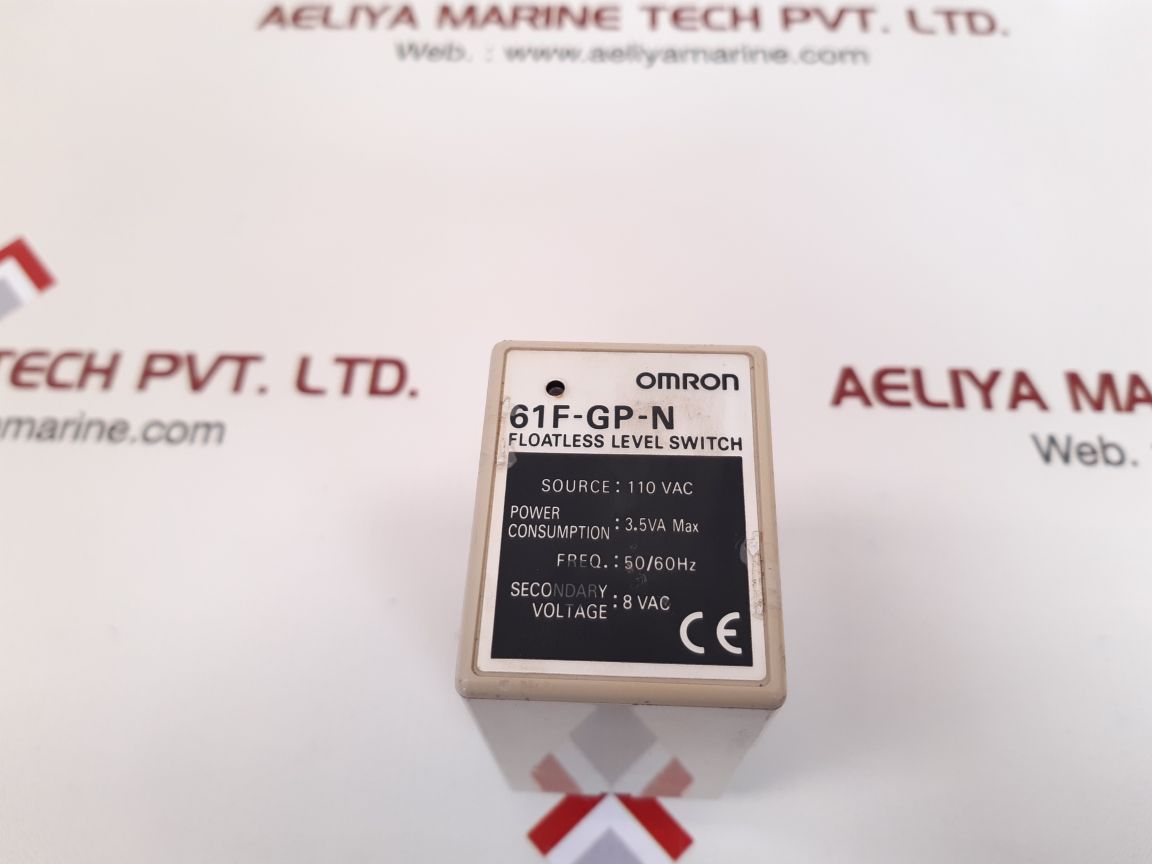 AELIYA MARINE TECH PVT. LTD.
Web. : www.aeliyamarine.com
TECH PVT. LTD.
amarine.com
AELIYA MA
Web.
OMRON
61F-GP-N
FLOATLESS LEVEL SWITCH
SOURCE : 110 VAC
POWER
CONSUMPTION : 3.5VA Max
FREQ. : 50/60Hz
SECONDARY
VOLTAGE : 8 VAC
CE